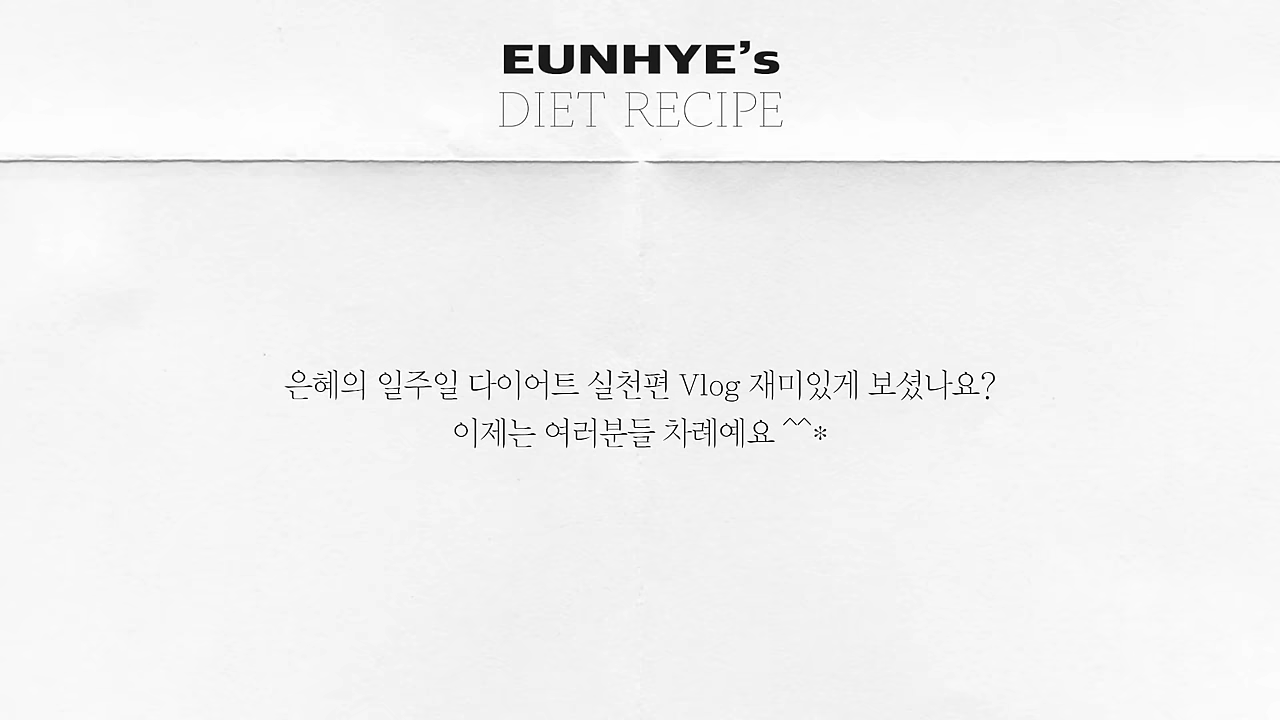 EUNHYE’s
DIET RECIPE
은혜의 일주일 다이어트 실천편 Vlog 재미있게 보셨나요?
이제는 여러분들 차례예요 ^^*